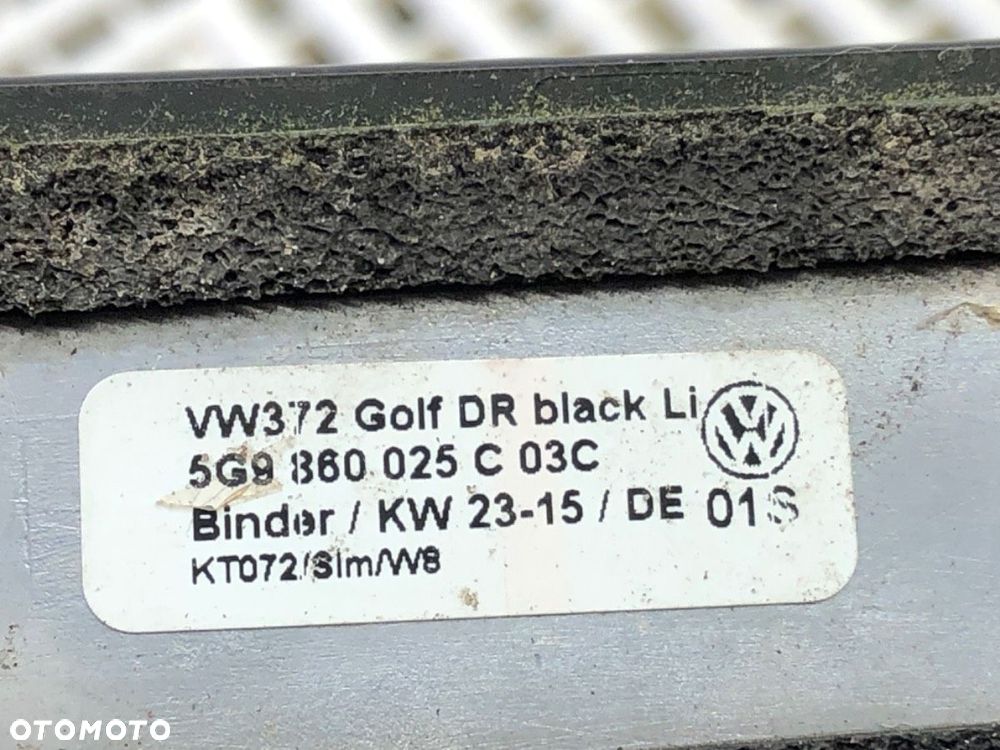 VW372 Golf DR black Li
5G9 860 025 C 03C
Binder / KW 23-15 / DE 01S
KT072/Slm/W8
OTOMOTO